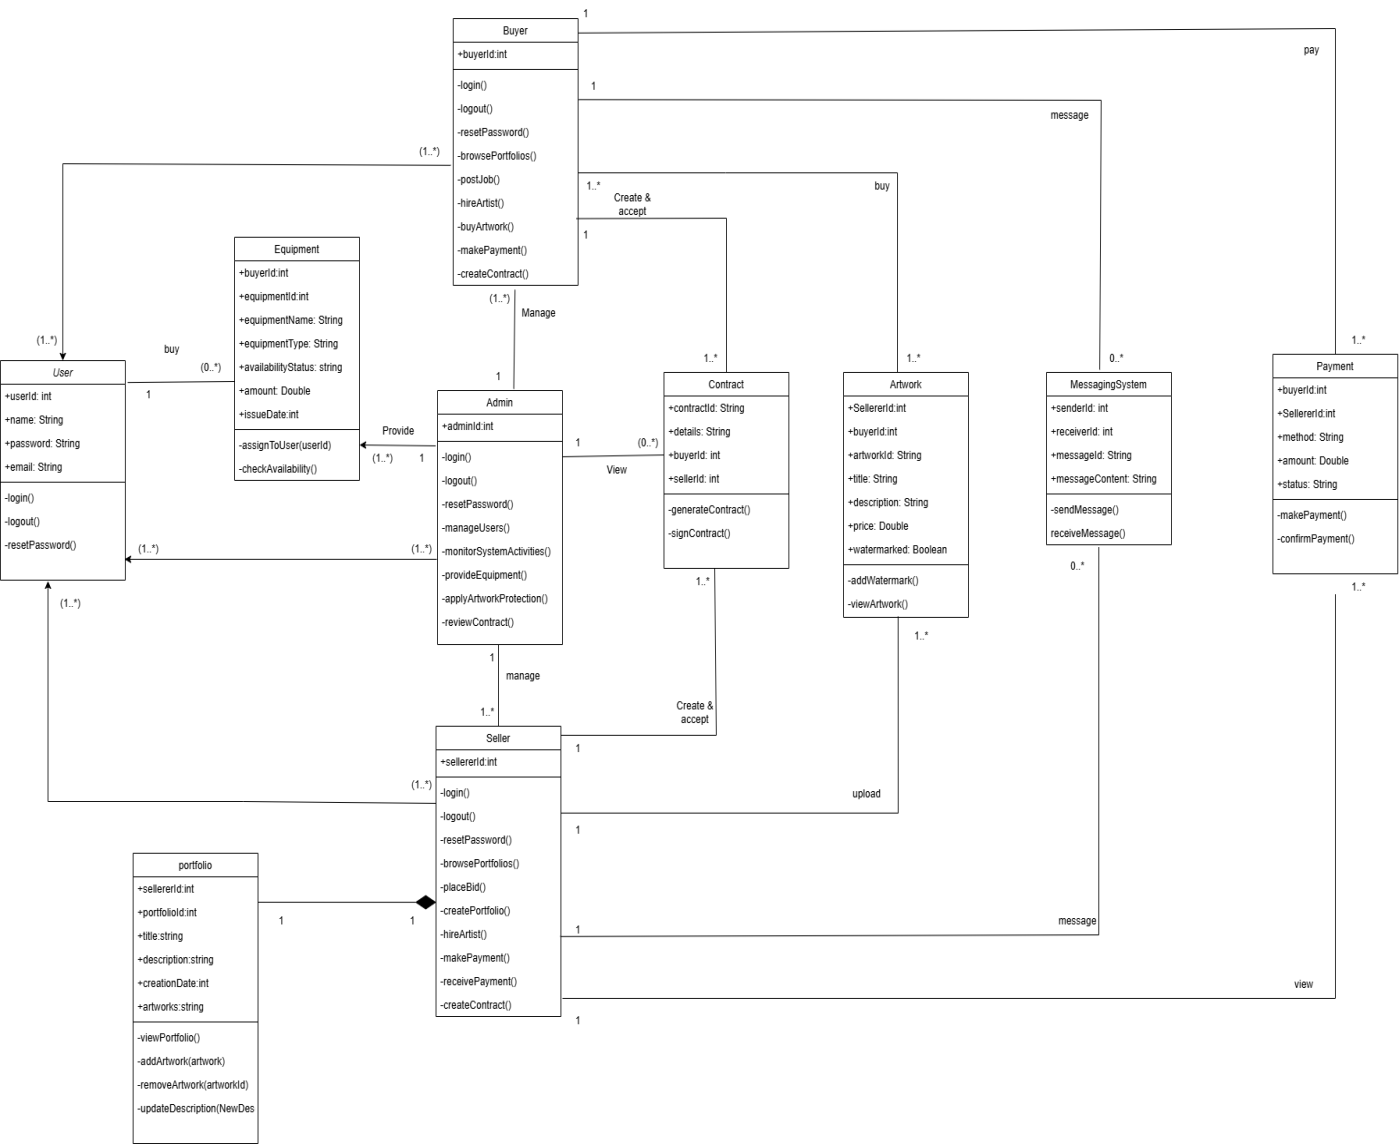 1
Buyer
+buyerId:int
-login()
-logout()
-resetPassword()
-browsePortfolios()
-postJob()
-hireArtist()
-buyArtwork()
-makePayment()
-createContract()
pay
1
message
(1..*)
1..*
buy
Create &
accept
1
(1..*)
Manage
1
Equipment
+buyerId:int
+equipmentId:int
+equipmentName: String
+equipmentType: String
+availabilityStatus: string
+amount: Double
+issueDate:int
-assignToUser(userId)
-checkAvailability()
(1..*)
buy
(0..*)
1
User
+userId: int
+name: String
+password: String
+email: String
-login()
-logout()
-resetPassword()
(1..*)
(1..*)
(1..*)
Provide
(1..*)
1
Admin
+adminId:int
-login()
-logout()
-resetPassword()
-manageUsers()
-monitorSystemActivities()
-provideEquipment()
-applyArtworkProtection()
-reviewContract()
1
(0..*)
View
1..*
Contract
+contractId: String
+details: String
+buyerId: int
+sellerId: int
-generateContract()
-signContract()
1..*
1..*
Artwork
+SellererId:int
+buyerId:int
+artworkId: String
+title: String
+description: String
+price: Double
+watermarked: Boolean
-addWatermark()
-viewArtwork()
1..*
0..*
MessagingSystem
+senderId: int
+receiverId: int
+messageId: String
+messageContent: String
-sendMessage()
receiveMessage()
0..*
1..*
Payment
+buyerId:int
+SellererId:int
+method: String
+amount: Double
+status: String
-makePayment()
-confirmPayment()
1..*
1
manage
1..*
Create &
accept
1
Seller
+sellererId:int
-login()
-logout()
-resetPassword()
-browsePortfolios()
-placeBid()
-createPortfolio()
-hireArtist()
-makePayment()
-receivePayment()
-createContract()
(1..*)
upload
1
message
1
view
1
1
1
portfolio
+sellererId:int
+portfolioId:int
+title:string
+description:string
+creationDate:int
+artworks:string
-viewPortfolio()
-addArtwork(artwork)
-removeArtwork(artworkId)
-updateDescription(NewDes